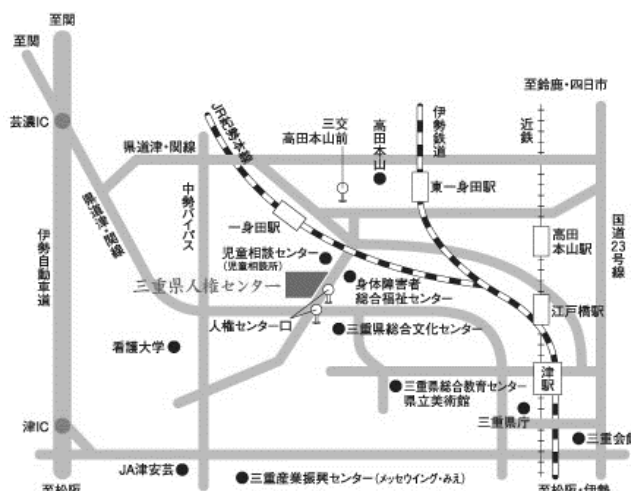 至関
至関
至鈴鹿・四日市
芸濃IC
JR紀勢本線
三交
高田本山前
高田本山
伊勢鉄道
近鉄
県道津・関線
東一身田駅
県道津・関線
中勢バイパス
一身田駅
高田
本山駅
国道23号線
伊勢自動車道
児童相談センター
(児童相談所)
三重県人権センター
身体障害者
総合福祉センター
江戸橋駅
人権センター口
三重県総合文化センター
看護大学
津駅
三重県総合教育センター
県立美術館
三重県庁
津IC
三重会館
JA津安芸
三重産業振興センター(メッセウイング・みえ)
至松阪
至松阪・伊勢